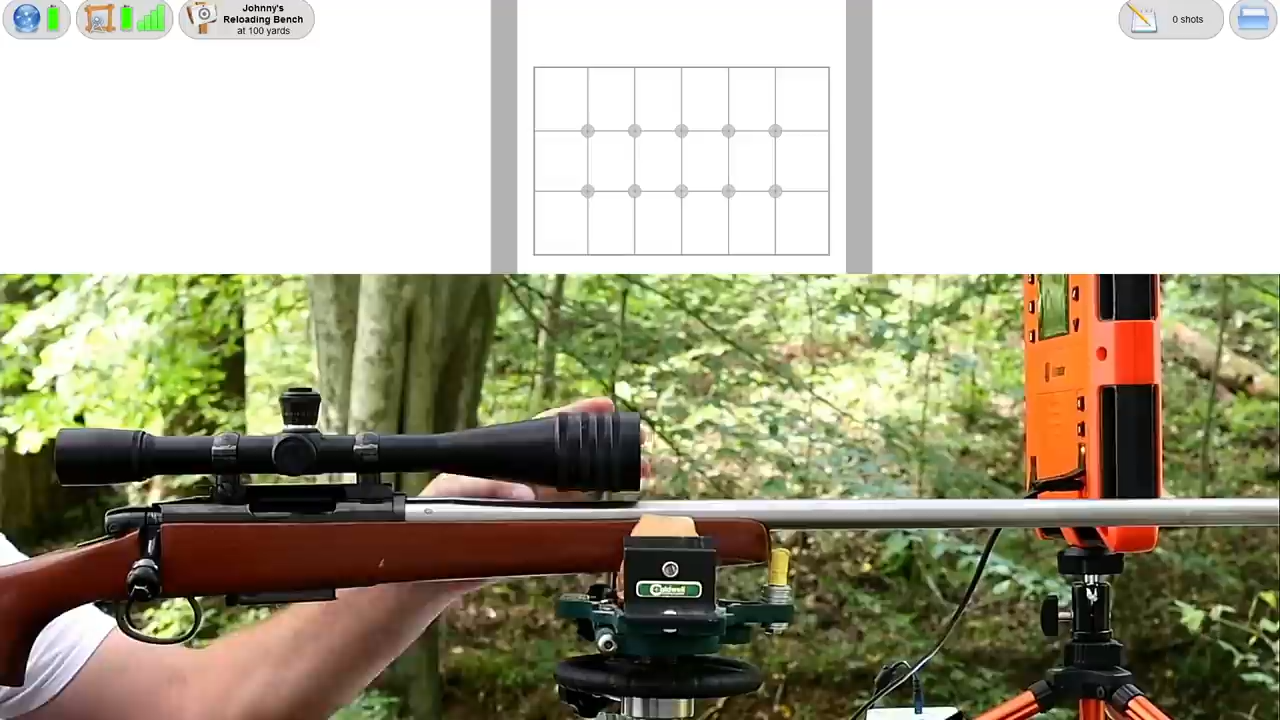 Johnny's
Reloading Bench
at 100 yards
0 shots
Caldwell